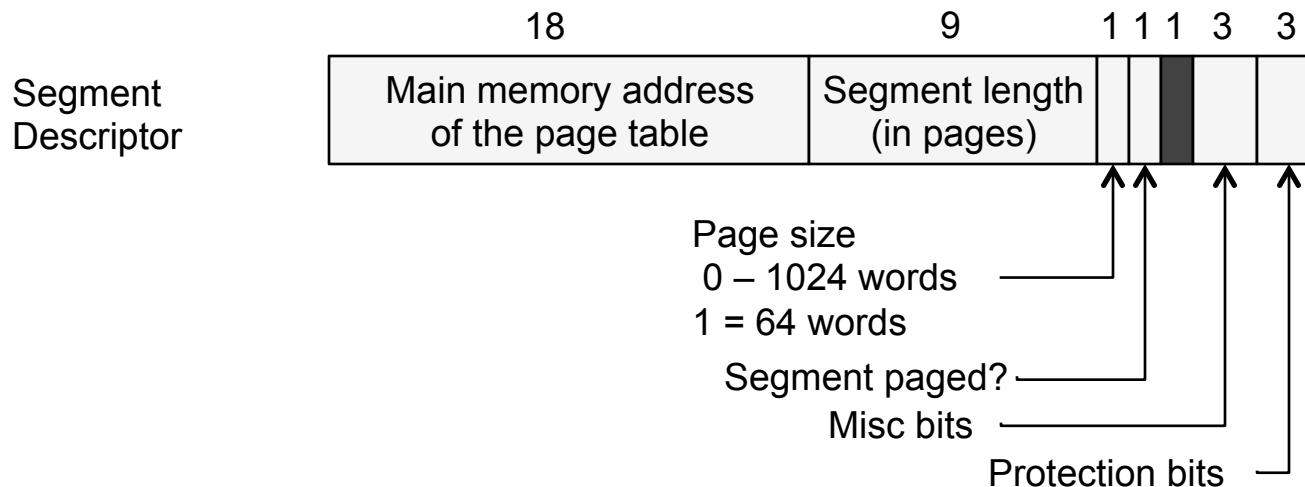 18 9 1 1 1 3 3
Segment
Descriptor
Main memory address
of the page table
Segment length
(in pages)
Page size
0 – 1024 words
1 = 64 words
Segment paged?
Misc bits
Protection bits